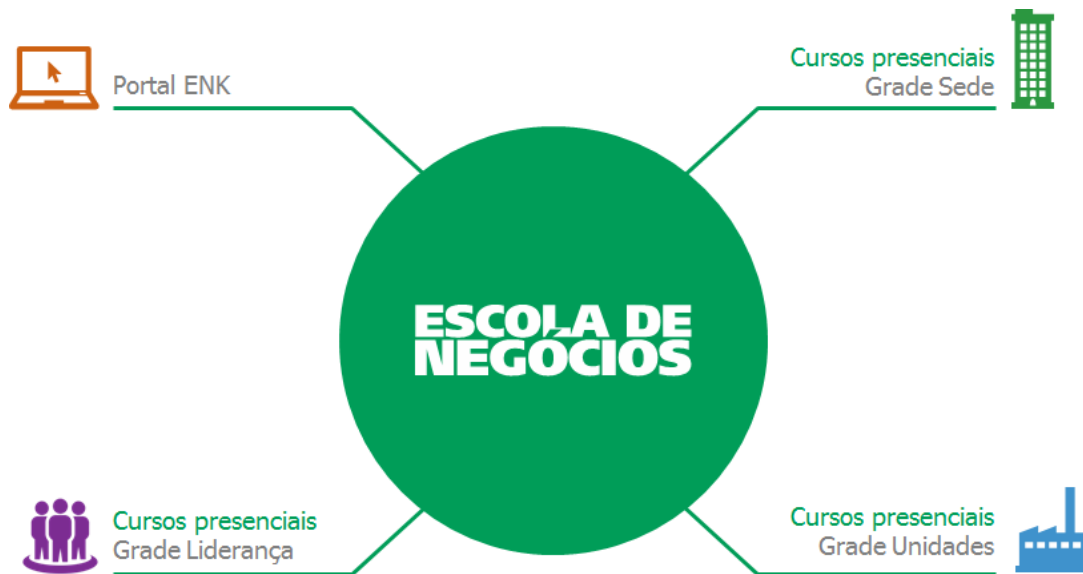 Portal ENK
Cursos presenciais
Grade Sede
ESCOLA DE
NEGÓCIOS
Cursos presenciais
Grade Liderança
Cursos presenciais
Grade Unidades